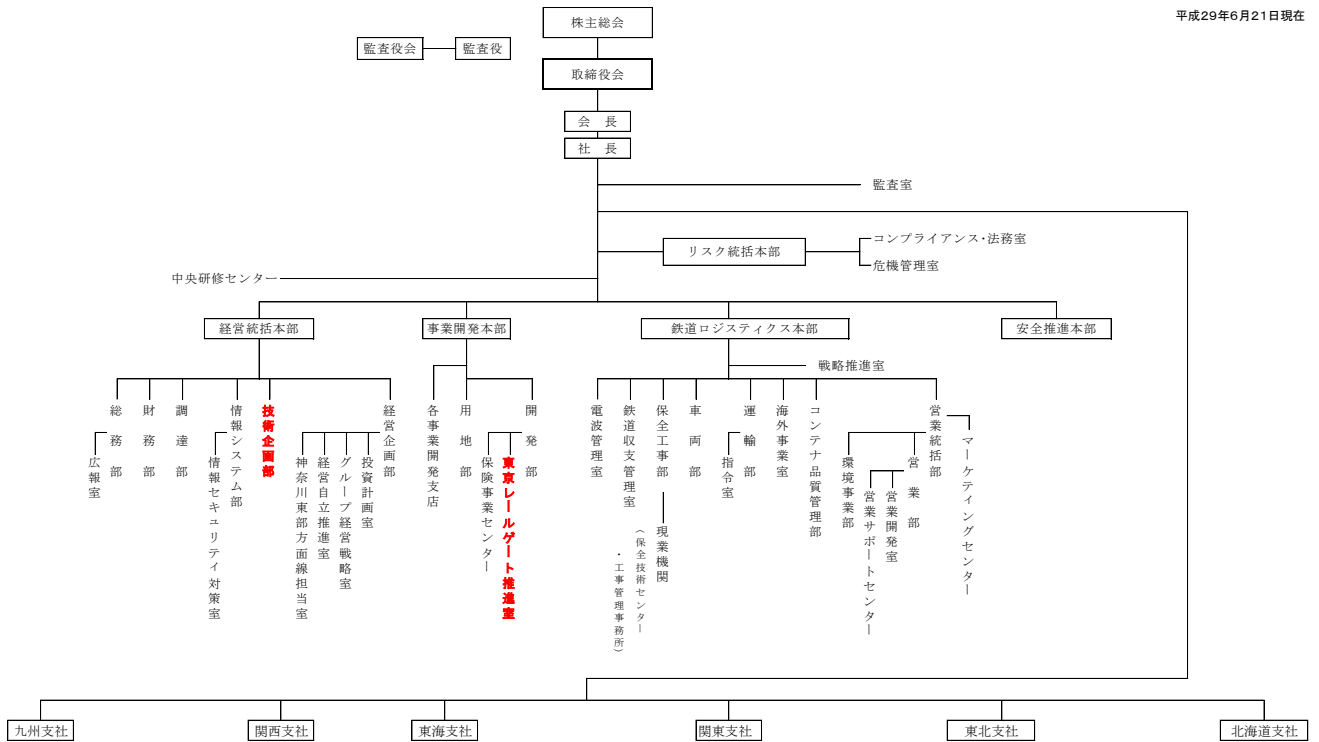 平成29年6月21日現在
株主総会
監査役会
監査役
取締役会
会 長
社 長
監査室
リスク統括本部
コンプライアンス・法務室
危機管理室
中央研修センター
経営統括本部
事業開発本部
鉄道ロジスティクス本部
安全推進本部
戦略推進室
総務部
広報室
財務部
調達部
情報システム部
情報セキュリティ対策室
技術企画部
経営企画部
神奈川東部方面線担当室
経営自立推進室
グループ経営戦略室
投資計画室
各事業開発支店
用地部
開発部
保険事業センター
東京レールゲート推進室
電波管理室
鉄道収支管理室
保全工事部
現業機関
(保全技術センター
・工事管理事務所)
車両部
運輸部
指令室
海外事業室
コンテナ品質管理部
営業統括部
環境事業部
営業部
営業サポートセンター
営業開発室
マーケティングセンター
九州支社
関西支社
東海支社
関東支社
東北支社
北海道支社